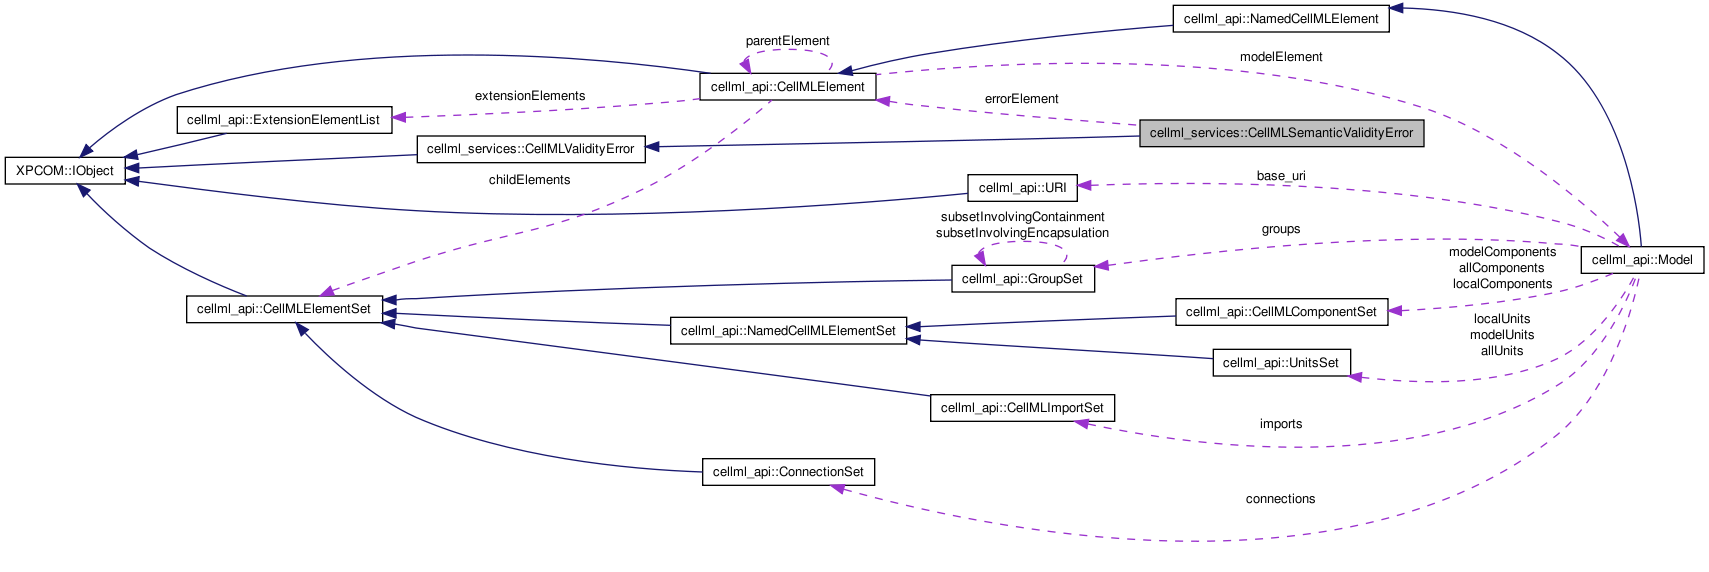 cellml_api::NamedCellMLElement
parentElement
modelElement
cellml_api::CellMLElement
extensionElements
errorElement
cellml_api::ExtensionElementList
cellml_services::CellMLSemanticValidityError
cellml_services::CellMLValidityError
XPCOM::IObject
childElements
base_uri
cellml_api::URI
subsetInvolvingContainment
subsetInvolvingEncapsulation
groups
modelComponents
allComponents
localComponents
cellml_api::Model
cellml_api::GroupSet
cellml_api::CellMLElementSet
cellml_api::CellMLComponentSet
cellml_api::NamedCellMLElementSet
localUnits
modelUnits
allUnits
cellml_api::UnitsSet
cellml_api::CellMLImportSet
imports
cellml_api::ConnectionSet
connections